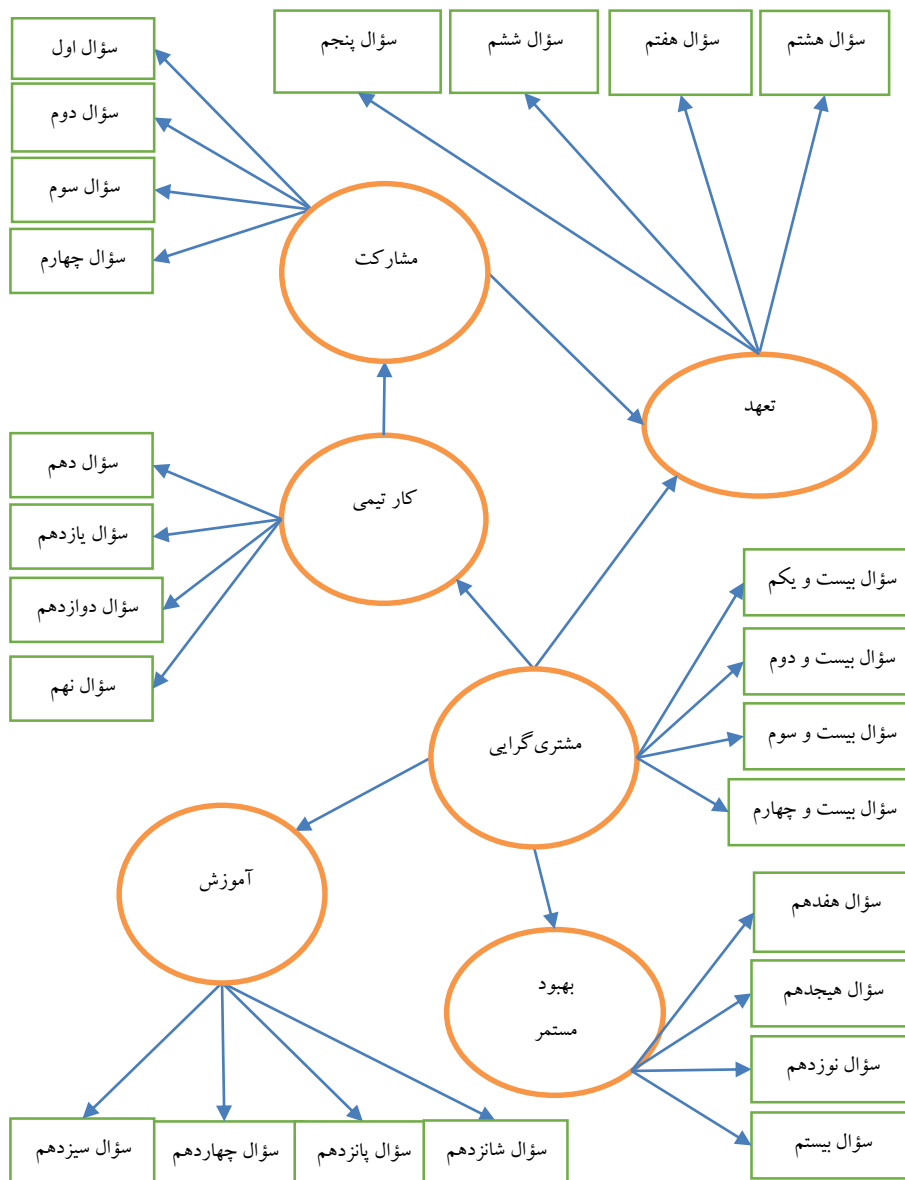 سؤال هشتم
سؤال هفتم
سؤال ششم
سؤال پنجم
سؤال اول
سؤال دوم
سؤال سوم
سؤال چهارم
مشارکت
تعهد
سؤال دهم
سؤال یازدهم
سؤال دوازدهم
سؤال نهم
کار تیمی
سؤال بیست و یکم
سؤال بیست و دوم
سؤال بیست و سوم
سؤال بیست و چهارم
مشتری‌گرایی
آموزش
بهبود
مستمر
سؤال هفدهم
سؤال هیجدهم
سؤال نوزدهم
سؤال بیستم
سؤال شانزدهم
سؤال پانزدهم
سؤال چهاردهم
سؤال سیزدهم